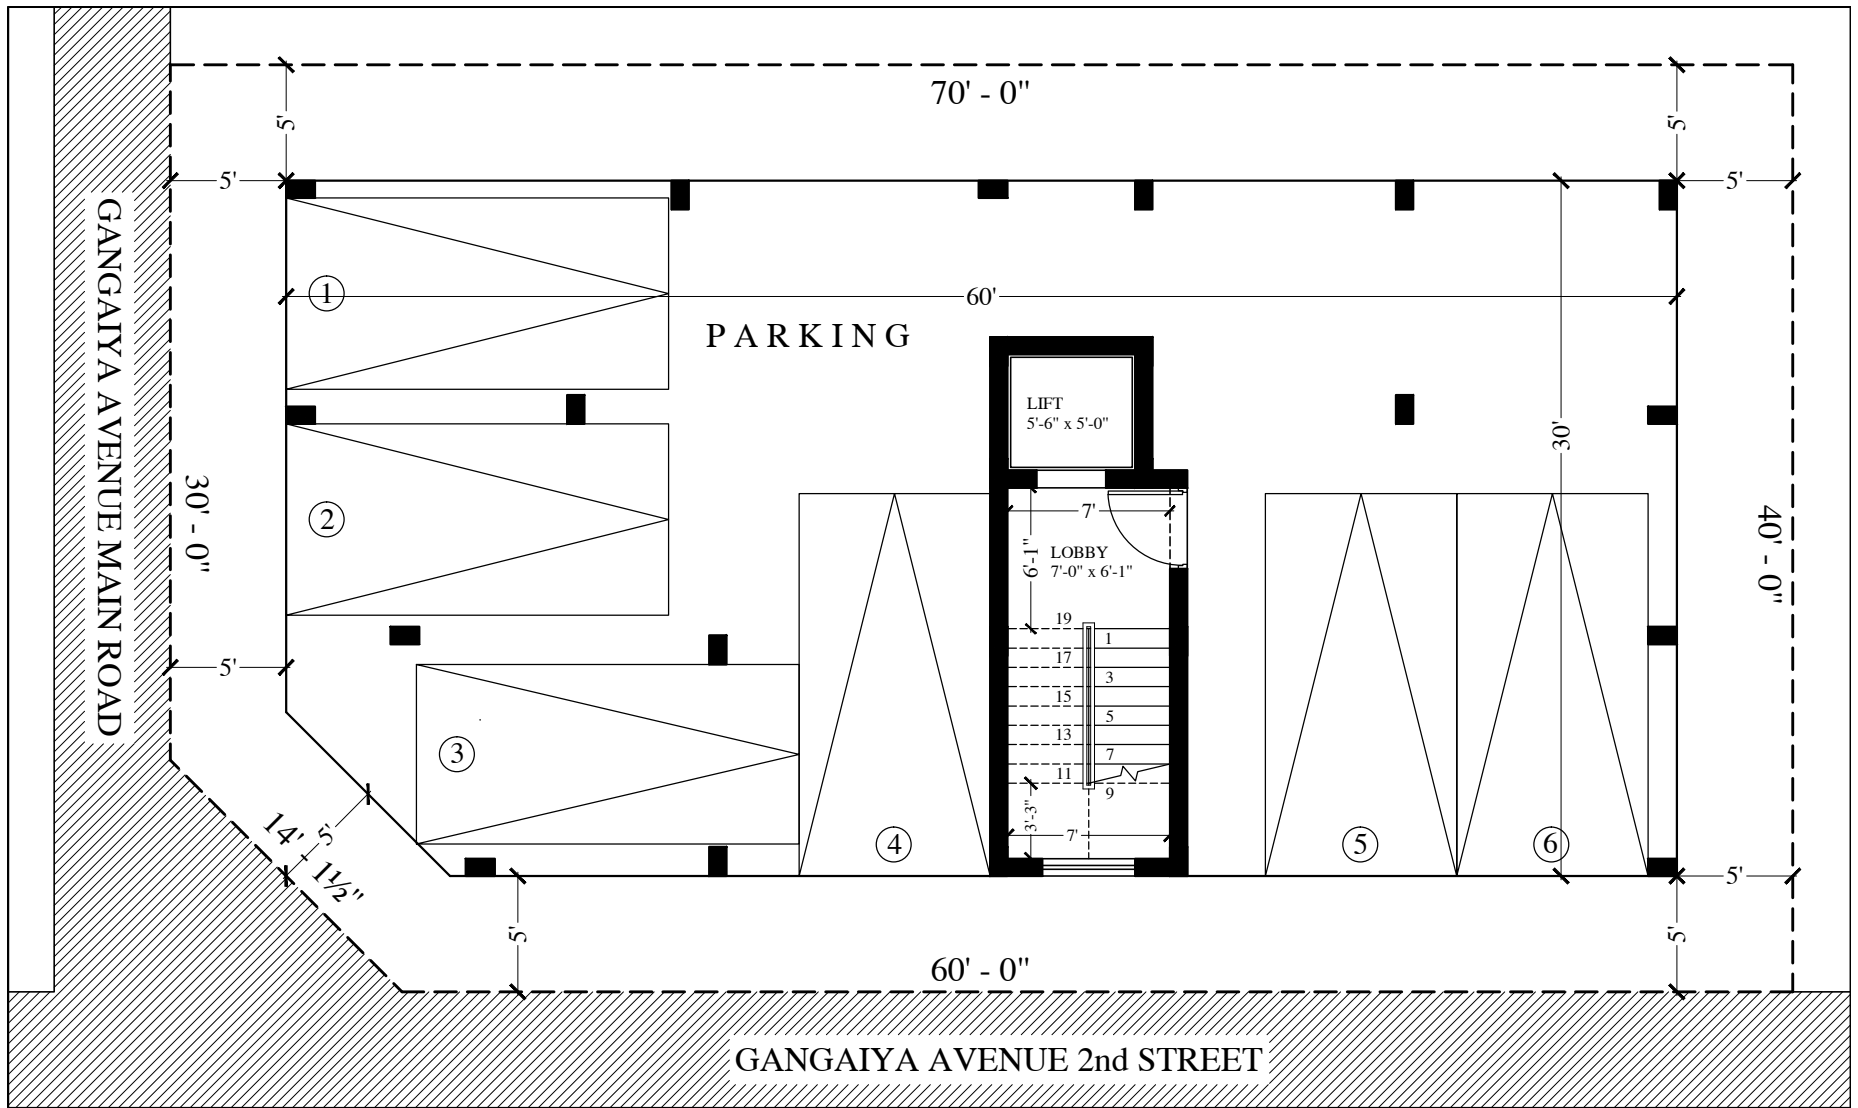 70' - 0"
5'
5'
5'
5'
GANGAIYA AVENUE MAIN ROAD
1
60'
PARKING
LIFT
5'-6" x 5'-0"
30'
30' - 0"
2
7'
6'-1"
LOBBY
7'-0" x 6'-1"
40' - 0"
19
1
17
3
15
5
13
7
11
9
5'
3
3'-3"
7'
4
5
6
5'
14' - 1½"
5'
5'
5'
60' - 0"
GANGAIYA AVENUE 2nd STREET